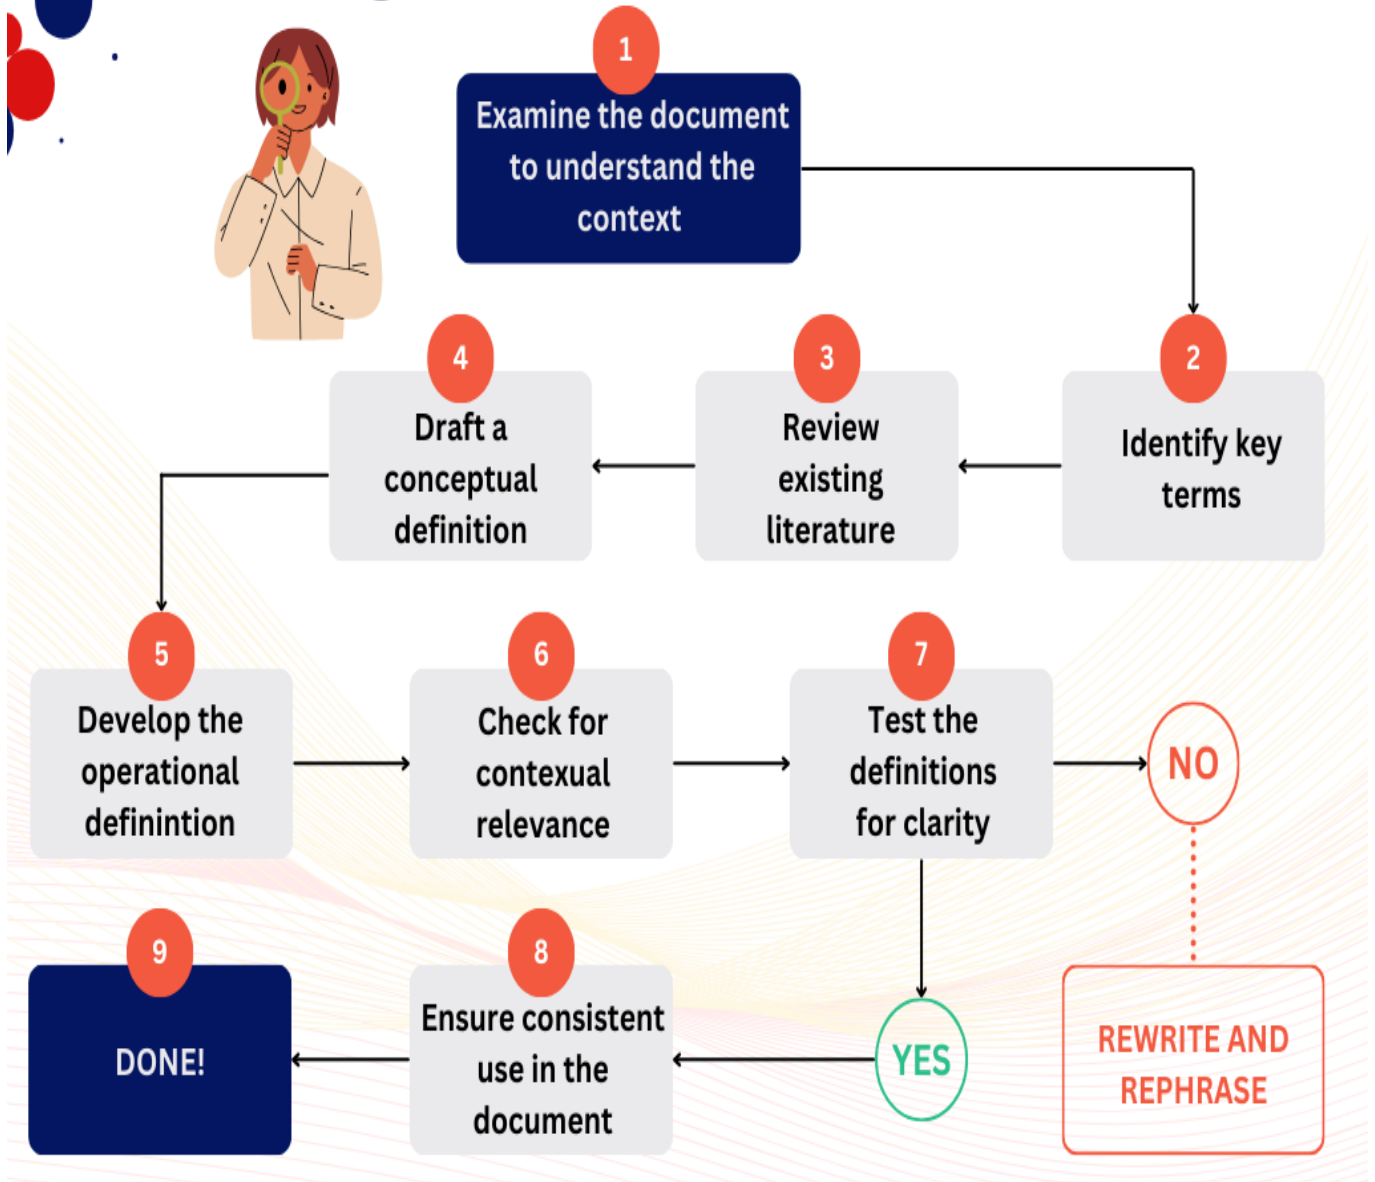 1
Examine the document
to understand the
context
2
Identify key
terms
3
Review
existing
literature
4
Draft a
conceptual
definition
5
Develop the
operational
definintion
6
Check for
contexual
relevance
7
Test the
definitions
for clarity
NO
REWRITE AND
REPHRASE
YES
8
Ensure consistent
use in the
document
9
DONE!